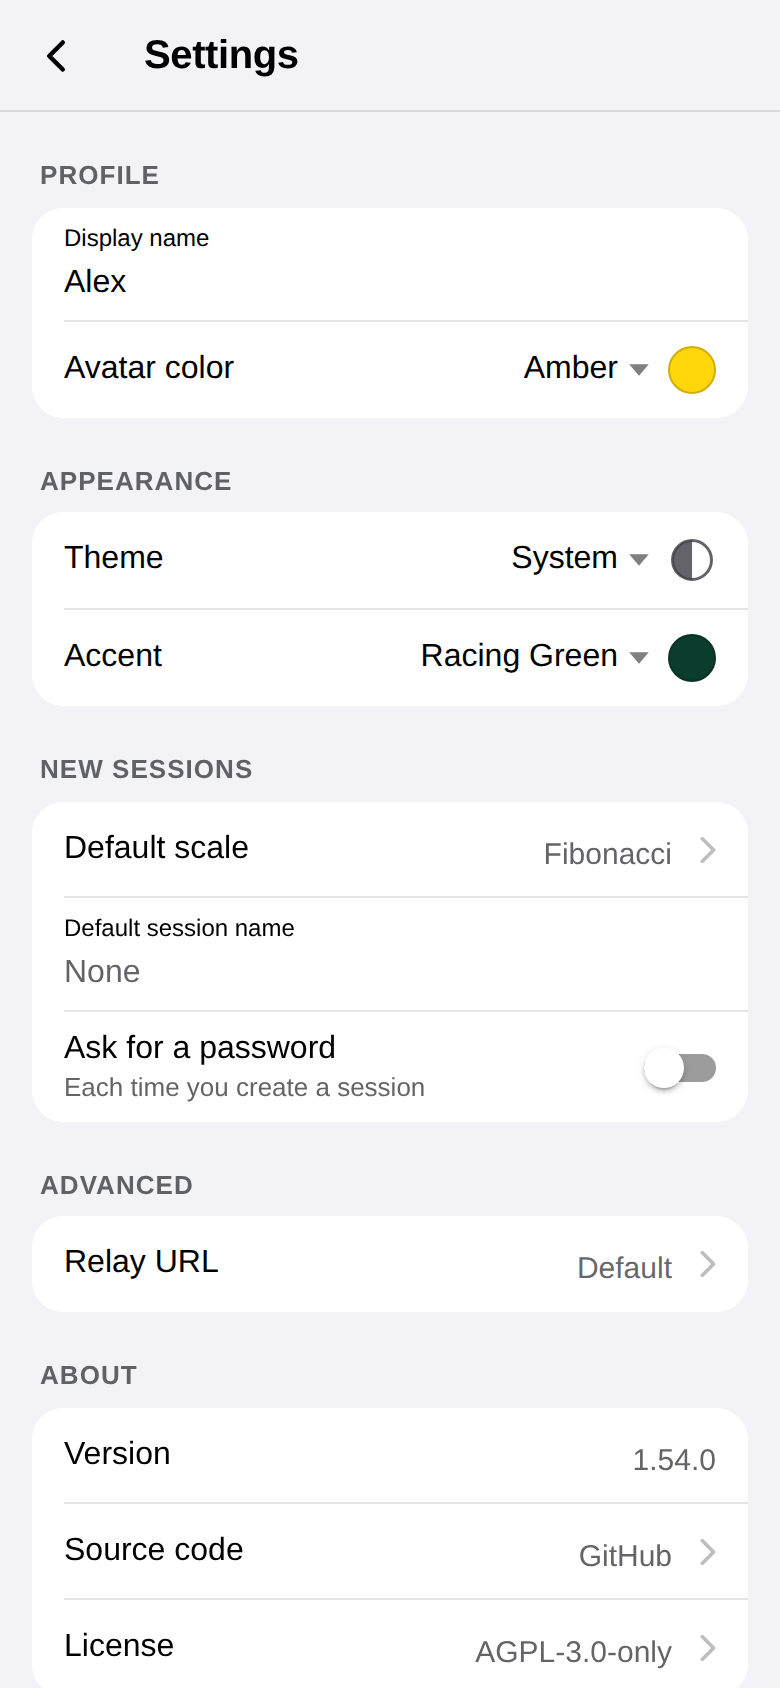 Settings
PROFILE
Display name
Alex
Avatar color Amber
APPEARANCE
Theme System
Accent Racing Green
NEW SESSIONS
Default scale Fibonacci
Default session name
None
Ask for a password
Each time you create a session
ADVANCED
Relay URL Default
ABOUT
Version 1.54.0
Source code GitHub
License AGPL-3.0-only